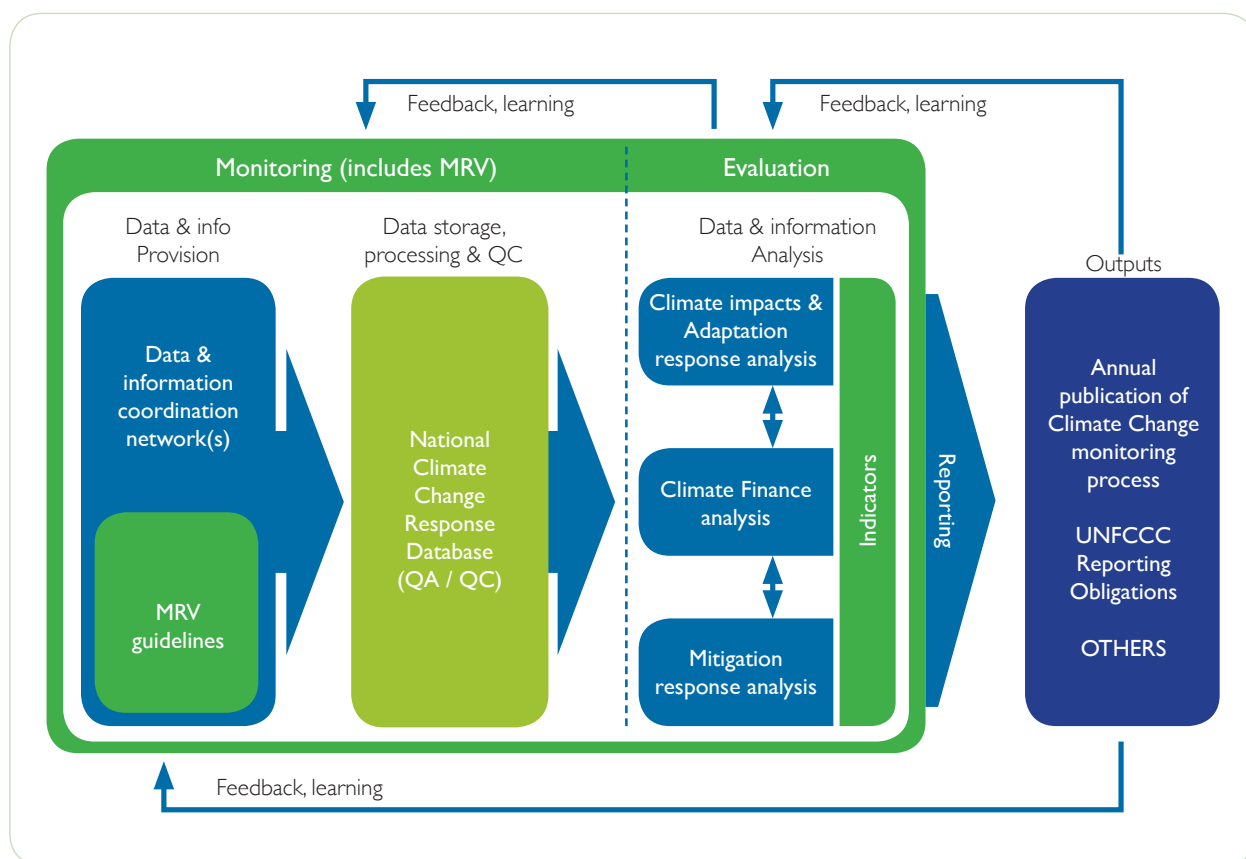 Feedback, learning
Feedback, learning
Monitoring (includes MRV)
Evaluation
Data & info
Provision
Data storage,
processing & QC
Data & information
Analysis
Outputs
Data &
information
coordination
network(s)
MRV
guidelines
National
Climate
Change
Response
Database
(QA / QC)
Climate impacts &
Adaptation
response analysis
Climate Finance
analysis
Mitigation
response analysis
Indicators
Reporting
Annual
publication of
Climate Change
monitoring
process
UNFCCC
Reporting
Obligations
OTHERS
Feedback, learning